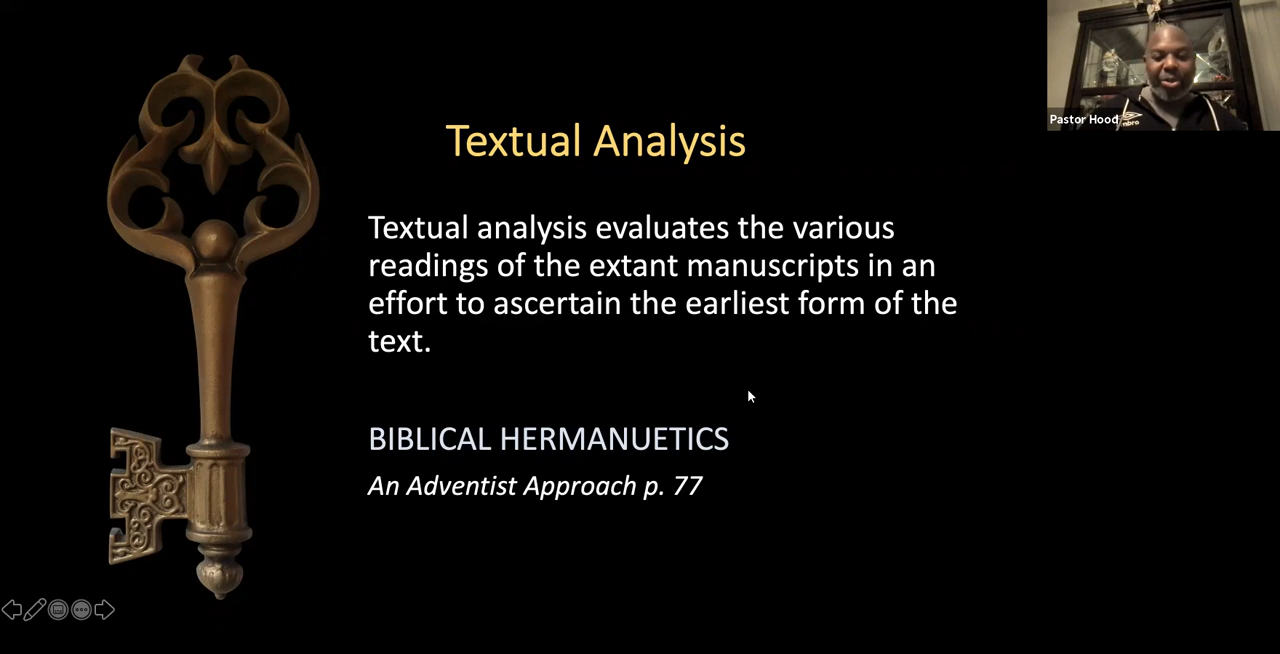 Textual Analysis
Textual analysis evaluates the various
readings of the extant manuscripts in an
effort to ascertain the earliest form of the
text.
BIBLICAL HERMANUETICS
An Adventist Approach p. 77
Pastor Hood
mbro